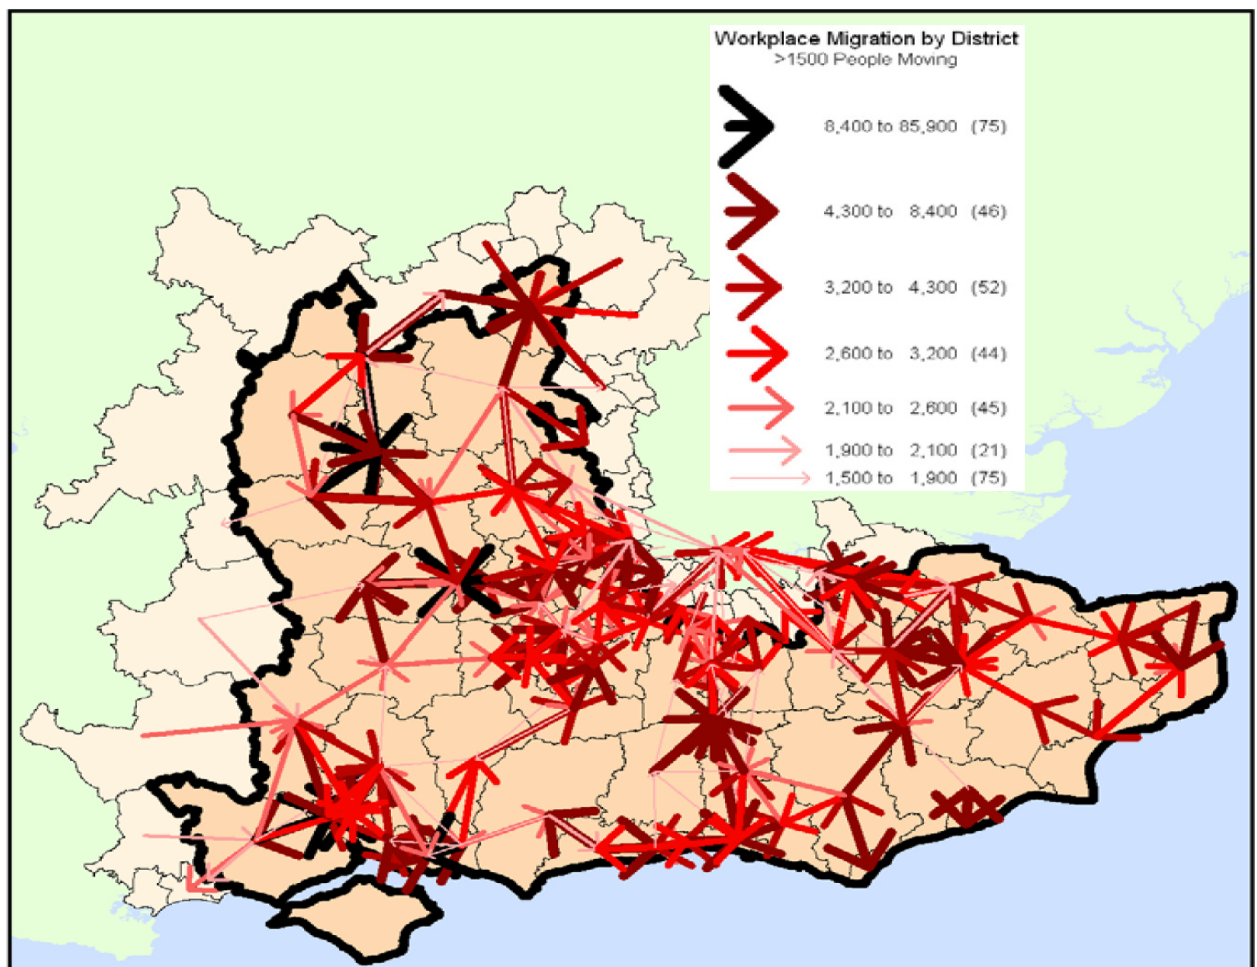 Workplace Migration by District
>1500 People Moving
8,400 to 85,900 (75)
4,300 to 8,400 (46)
3,200 to 4,300 (52)
2,600 to 3,200 (44)
2,100 to 2,600 (45)
1,900 to 2,100 (21)
1,500 to 1,900 (75)